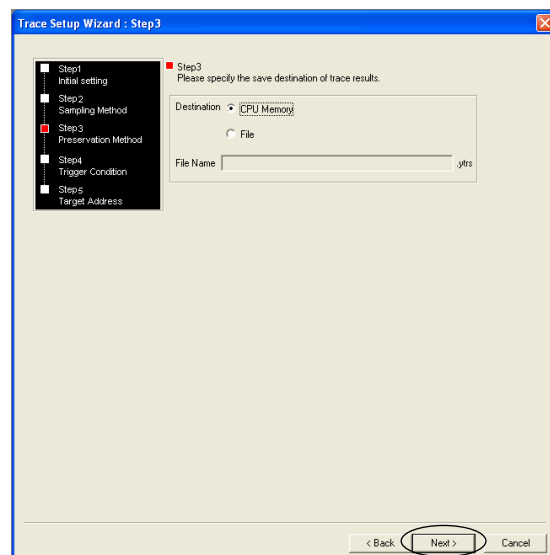 Trace Setup Wizard : Step3
Step1
Initial setting
Step2
Sampling Method
Step3
Preservation Method
Step4
Trigger Condition
Step5
Target Address
Step3
Please specify the save destination of trace results.
Destination CPU Memory
File
File Name .ytrs
< Back Next > Cancel